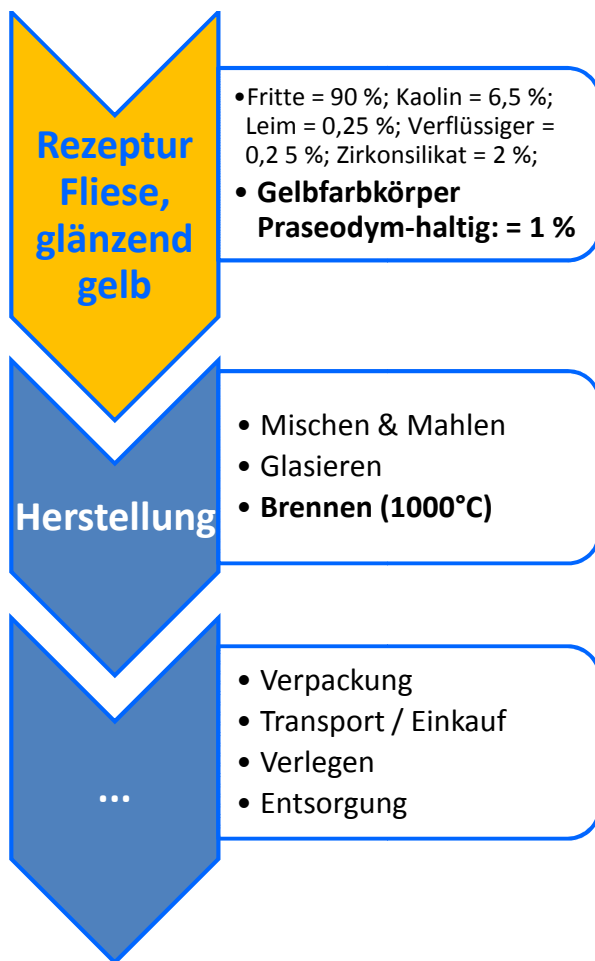 Rezeptur
Fliese,
glänzend
gelb
•Fritte = 90 %; Kaolin = 6,5 %;
Leim = 0,25 %; Verflüssiger =
0,2 5 %; Zirkonsilikat = 2 %;
• Gelbfarbkörper
Praseodym-haltig: = 1 %
Herstellung
• Mischen & Mahlen
• Glasieren
• Brennen (1000°C)
...
• Verpackung
• Transport / Einkauf
• Verlegen
• Entsorgung